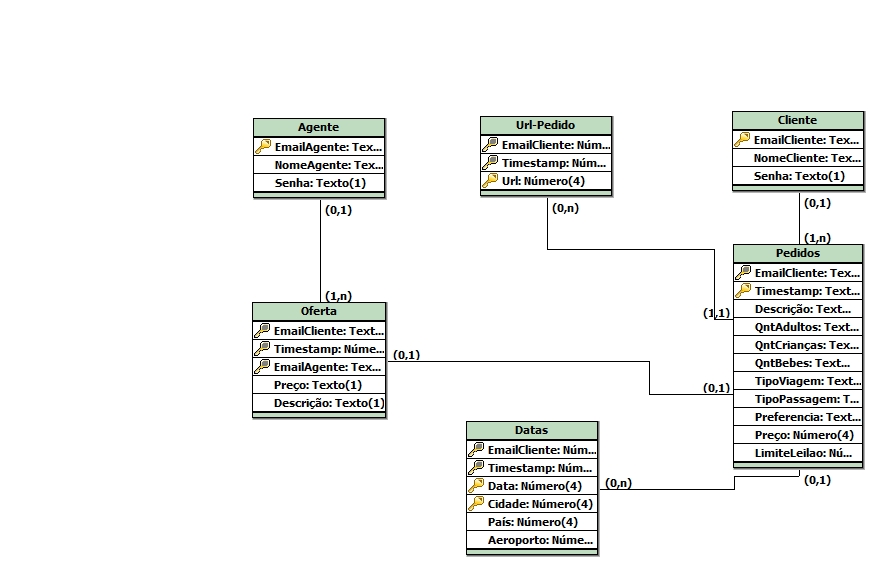 Agente
EmailAgente: Tex...
NomeAgente: Tex...
Senha: Texto(1)
(0,1)
Url-Pedido
EmailCliente: Núm...
Timestamp: Núm...
Url: Número(4)
(0,n)
Cliente
EmailCliente: Tex...
NomeCliente: Tex...
Senha: Texto(1)
(0,1)
(1,n)
Pedidos
EmailCliente: Tex...
Timestamp: Text...
Descrição: Text...
QntAdultos: Text...
QntCrianças: Tex...
QntBebes: Text...
TipoViagem: Text...
TipoPassagem: T...
Preferencia: Text...
Preço: Número(4)
LimiteLeilao: Nú...
(1,1)
(0,1)
(0,1)
(1,n)
Oferta
EmailCliente: Text...
Timestamp: Núme...
EmailAgente: Tex...
Preço: Texto(1)
Descrição: Texto(1)
(0,1)
Datas
EmailCliente: Núm...
Timestamp: Núm...
Data: Número(4)
Cidade: Número(4)
País: Número(4)
Aeroporto: Núme...
(0,n)